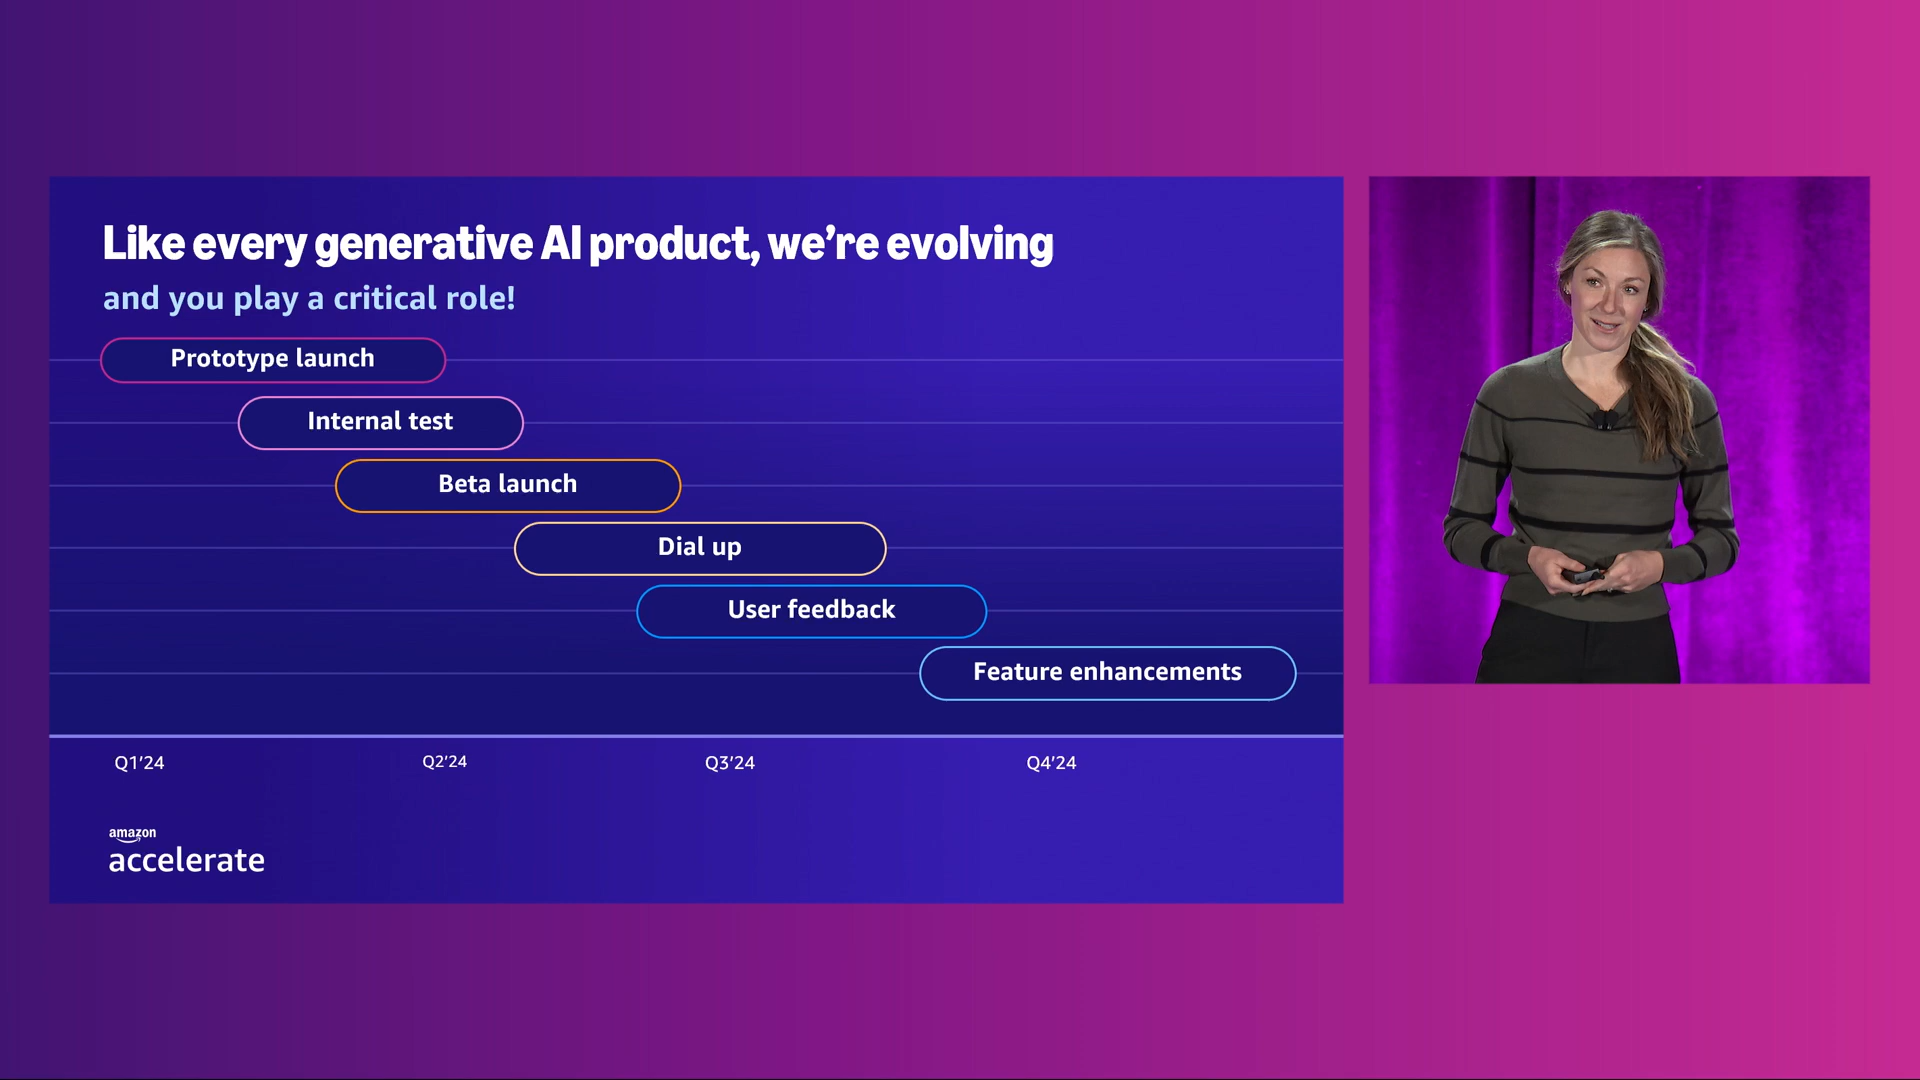 Like every generative AI product, we're evolving
and you play a critical role!
Prototype launch
Internal test
Beta launch
Dial up
User feedback
Feature enhancements
Q1'24 Q2'24 Q3'24 Q4'24
amazon
accelerate